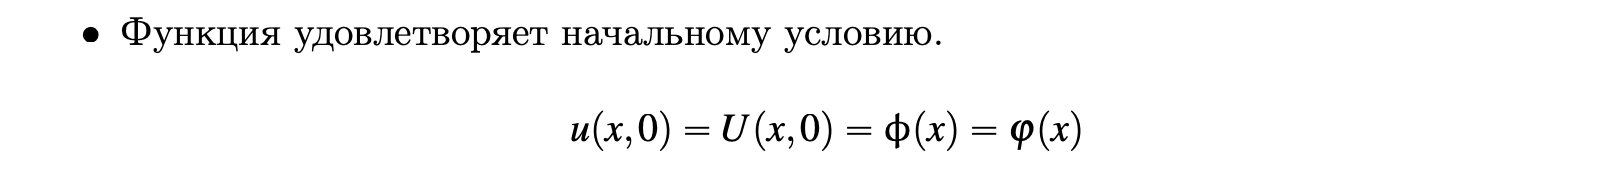 • Функция удовлетворяет начальному условию.
u(x,0) = U(x,0) = ф(x) = φ(x)